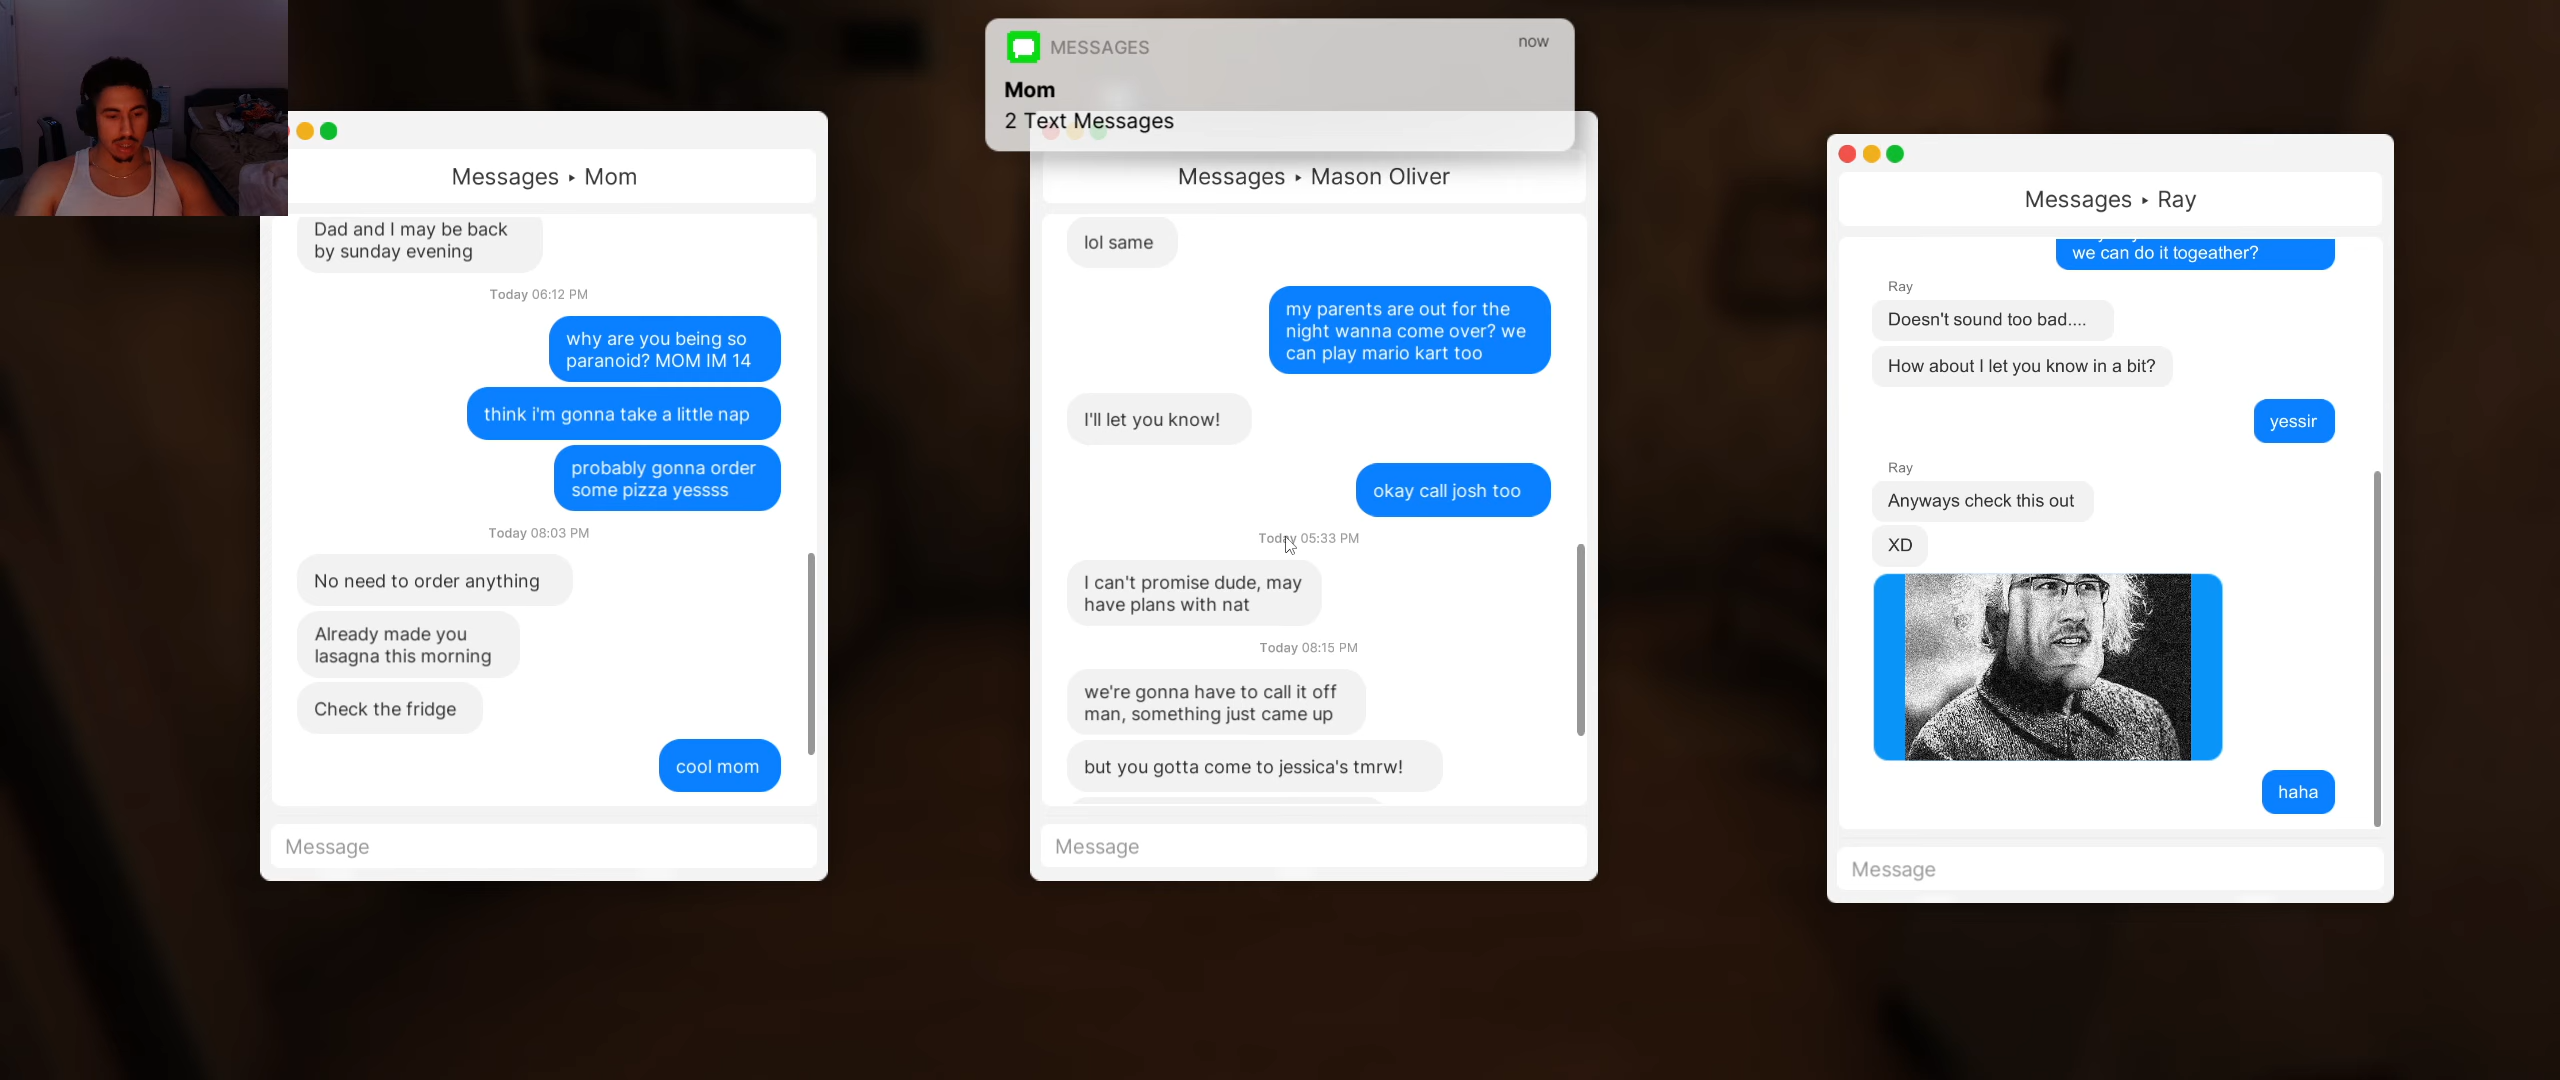 MESSAGES
now
Mom
2 Text Messages
Messages ‣ Mom
Dad and I may be back
by sunday evening
Today 06:12 PM
why are you being so
paranoid? MOM IM 14
think i'm gonna take a little nap
probably gonna order
some pizza yessss
Today 08:03 PM
No need to order anything
Already made you
lasagna this morning
Check the fridge
cool mom
Message
Messages ‣ Mason Oliver
lol same
my parents are out for the
night wanna come over? we
can play mario kart too
I'll let you know!
okay call josh too
Today 05:33 PM
I can't promise dude, may
have plans with nat
Today 08:15 PM
we're gonna have to call it off
man, something just came up
but you gotta come to jessica's tmrw!
Message
Messages ‣ Ray
we can do it togeather?
Ray
Doesn't sound too bad....
How about I let you know in a bit?
yessir
Ray
Anyways check this out
XD
haha
Message